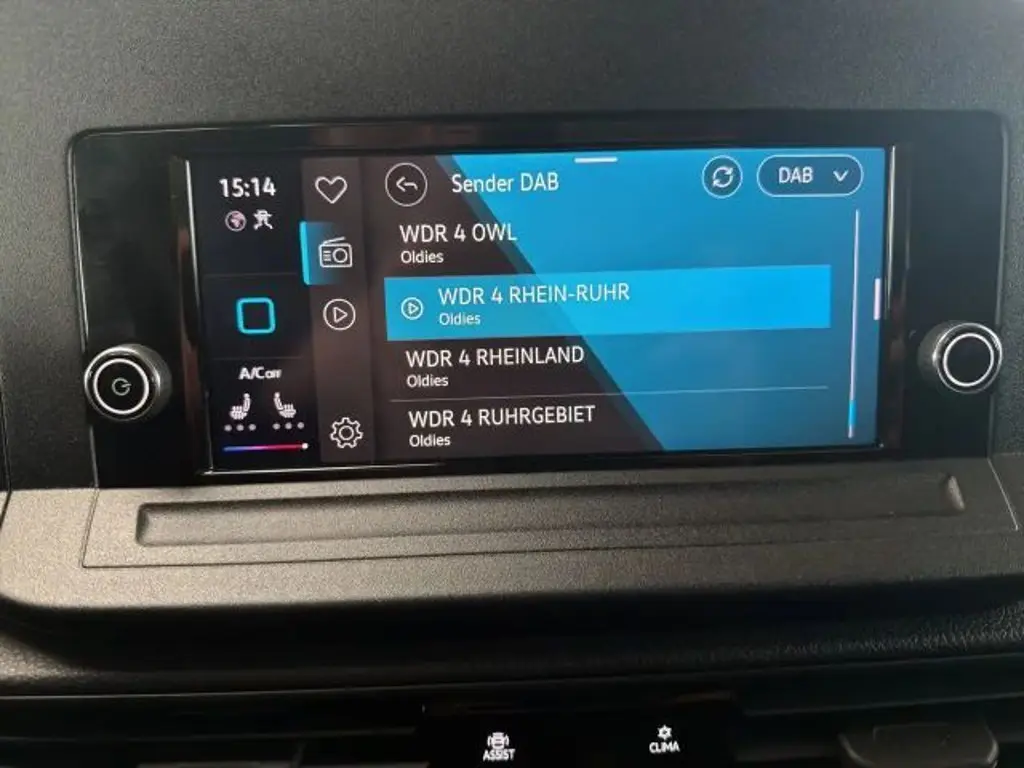 15:14
Sender DAB
DAB
WDR 4 OWL
Oldies
WDR 4 RHEIN-RUHR
Oldies
WDR 4 RHEINLAND
Oldies
WDR 4 RUHRGEBIET
Oldies
A/C OFF
ASSIST
CLIMA